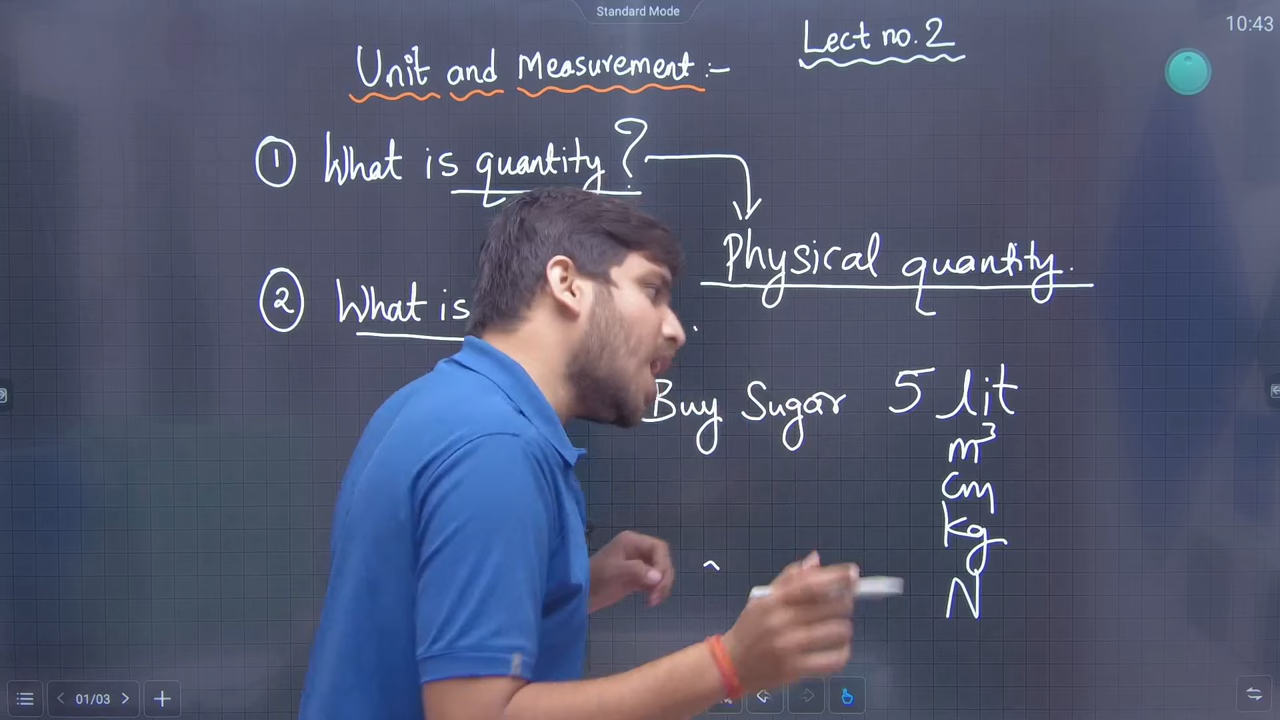 Standard Mode
10:43
Lect no. 2
Unit and Measurement :-
① What is quantity ?
Physical quantity.
② What is
Buy Sugar 5 lit
m³
cm
kg
N
01/03